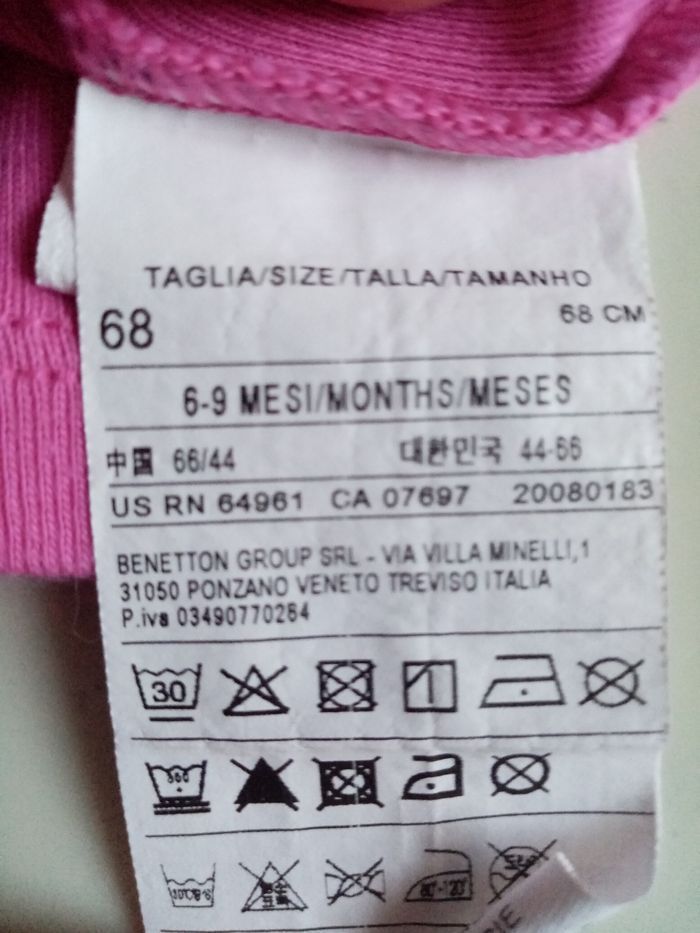 TAGLIA/SIZE/TALLA/TAMANHO
68 68 CM
6-9 MESI/MONTHS/MESES
中国 66/44 대한민국 44-66
US RN 64961 CA 07697 20080183
BENETTON GROUP SRL - VIA VILLA MINELLI,1
31050 PONZANO VENETO TREVISO ITALIA
P.iva 03490770264
30